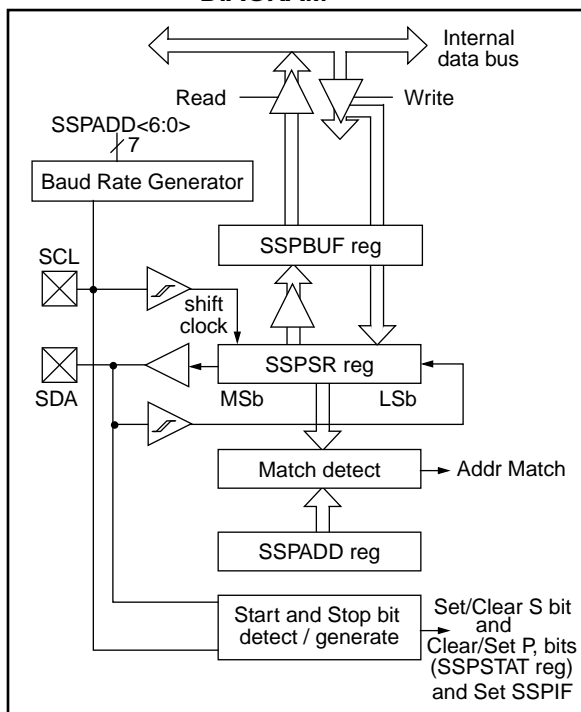 DIAGRAM
Internal
data bus
Read
Write
SSPADD<6:0>
7
Baud Rate Generator
SSPBUF reg
SCL
shift
clock
SSPSR reg
SDA
MSb
LSb
Match detect
Addr Match
SSPADD reg
Start and Stop bit
detect / generate
Set/Clear S bit
and
Clear/Set P, bits
(SSPSTAT reg)
and Set SSPIF